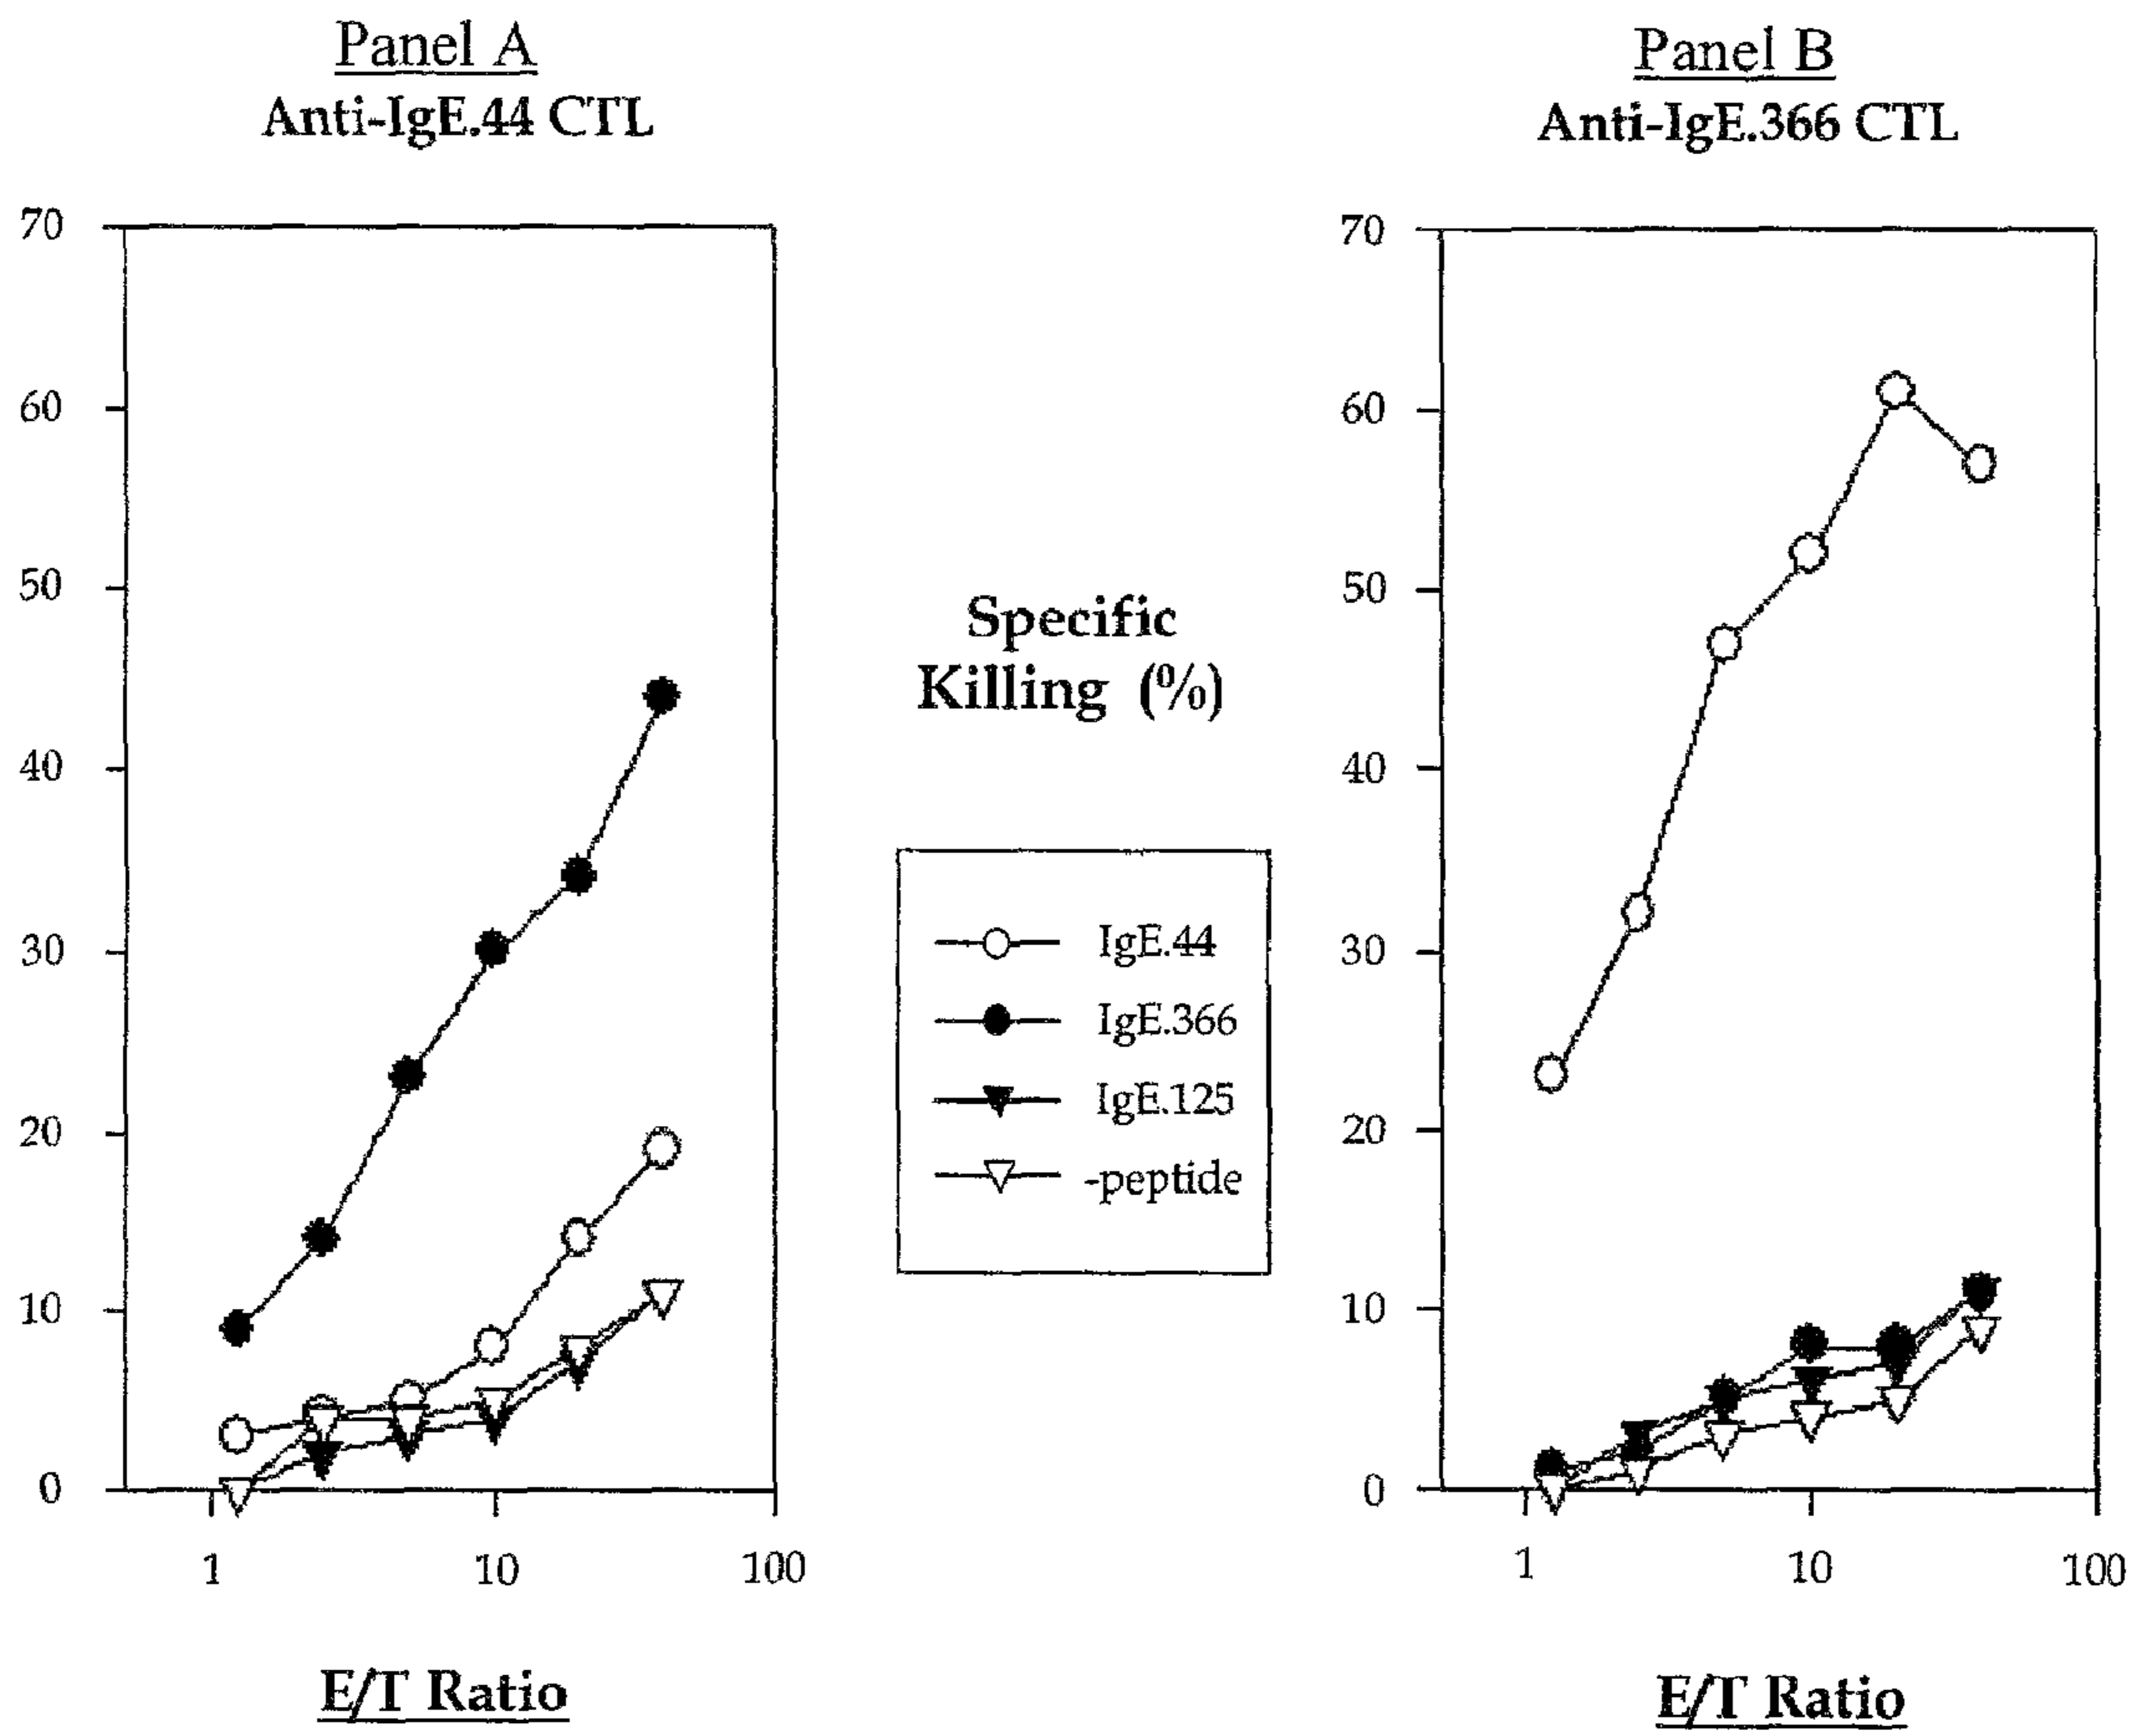 Panel A
Anti-IgE.44 CTL
70
60
50
40
30
20
10
0
1
10
100
E/T Ratio
Specific
Killing (%)
IgE.44
IgE.366
IgE.125
-peptide
Panel B
Anti-IgE.366 CTL
70
60
50
40
30
20
10
0
1
10
100
E/T Ratio